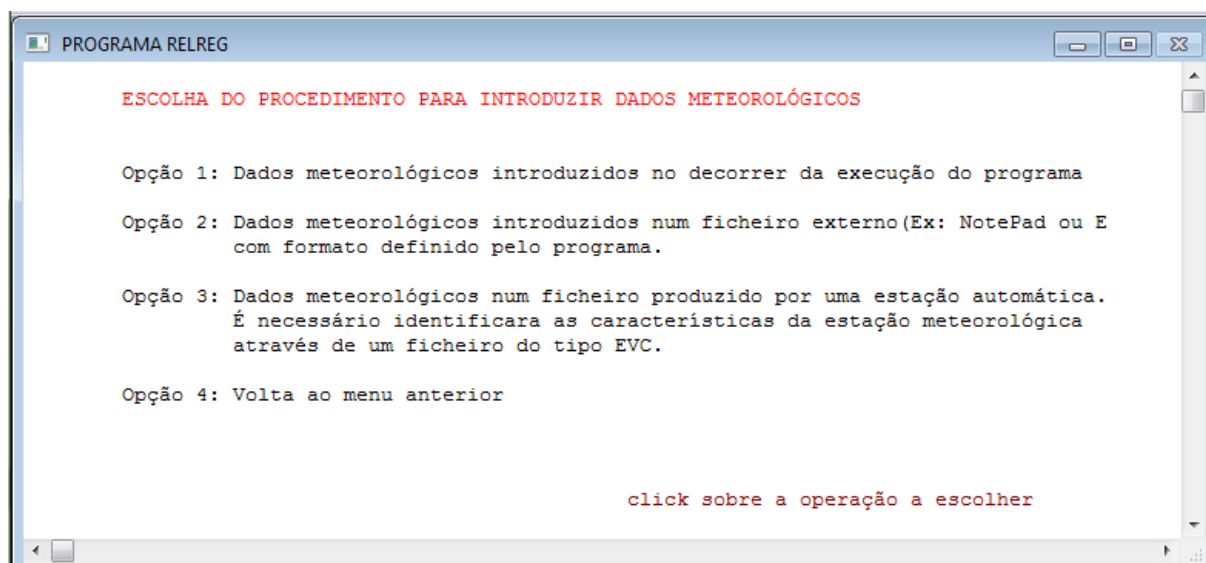 PROGRAMA RELREG
ESCOLHA DO PROCEDIMENTO PARA INTRODUZIR DADOS METEOROLÓGICOS
Opção 1: Dados meteorológicos introduzidos no decorrer da execução do programa
Opção 2: Dados meteorológicos introduzidos num ficheiro externo(Ex: NotePad ou E
com formato definido pelo programa.
Opção 3: Dados meteorológicos num ficheiro produzido por uma estação automática.
É necessário identificara as características da estação meteorológica
através de um ficheiro do tipo EVC.
Opção 4: Volta ao menu anterior
click sobre a operação a escolher